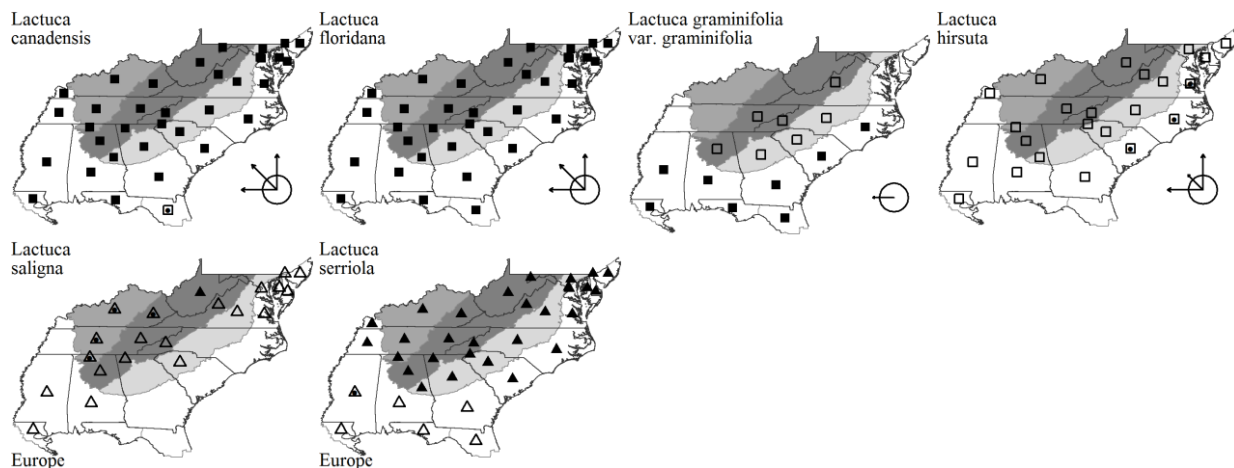 Lactuca
canadensis
Lactuca
floridana
Lactuca graminifolia
var. graminifolia
Lactuca
hirsuta
Lactuca
saligna
Europe
Lactuca
serriola
Europe